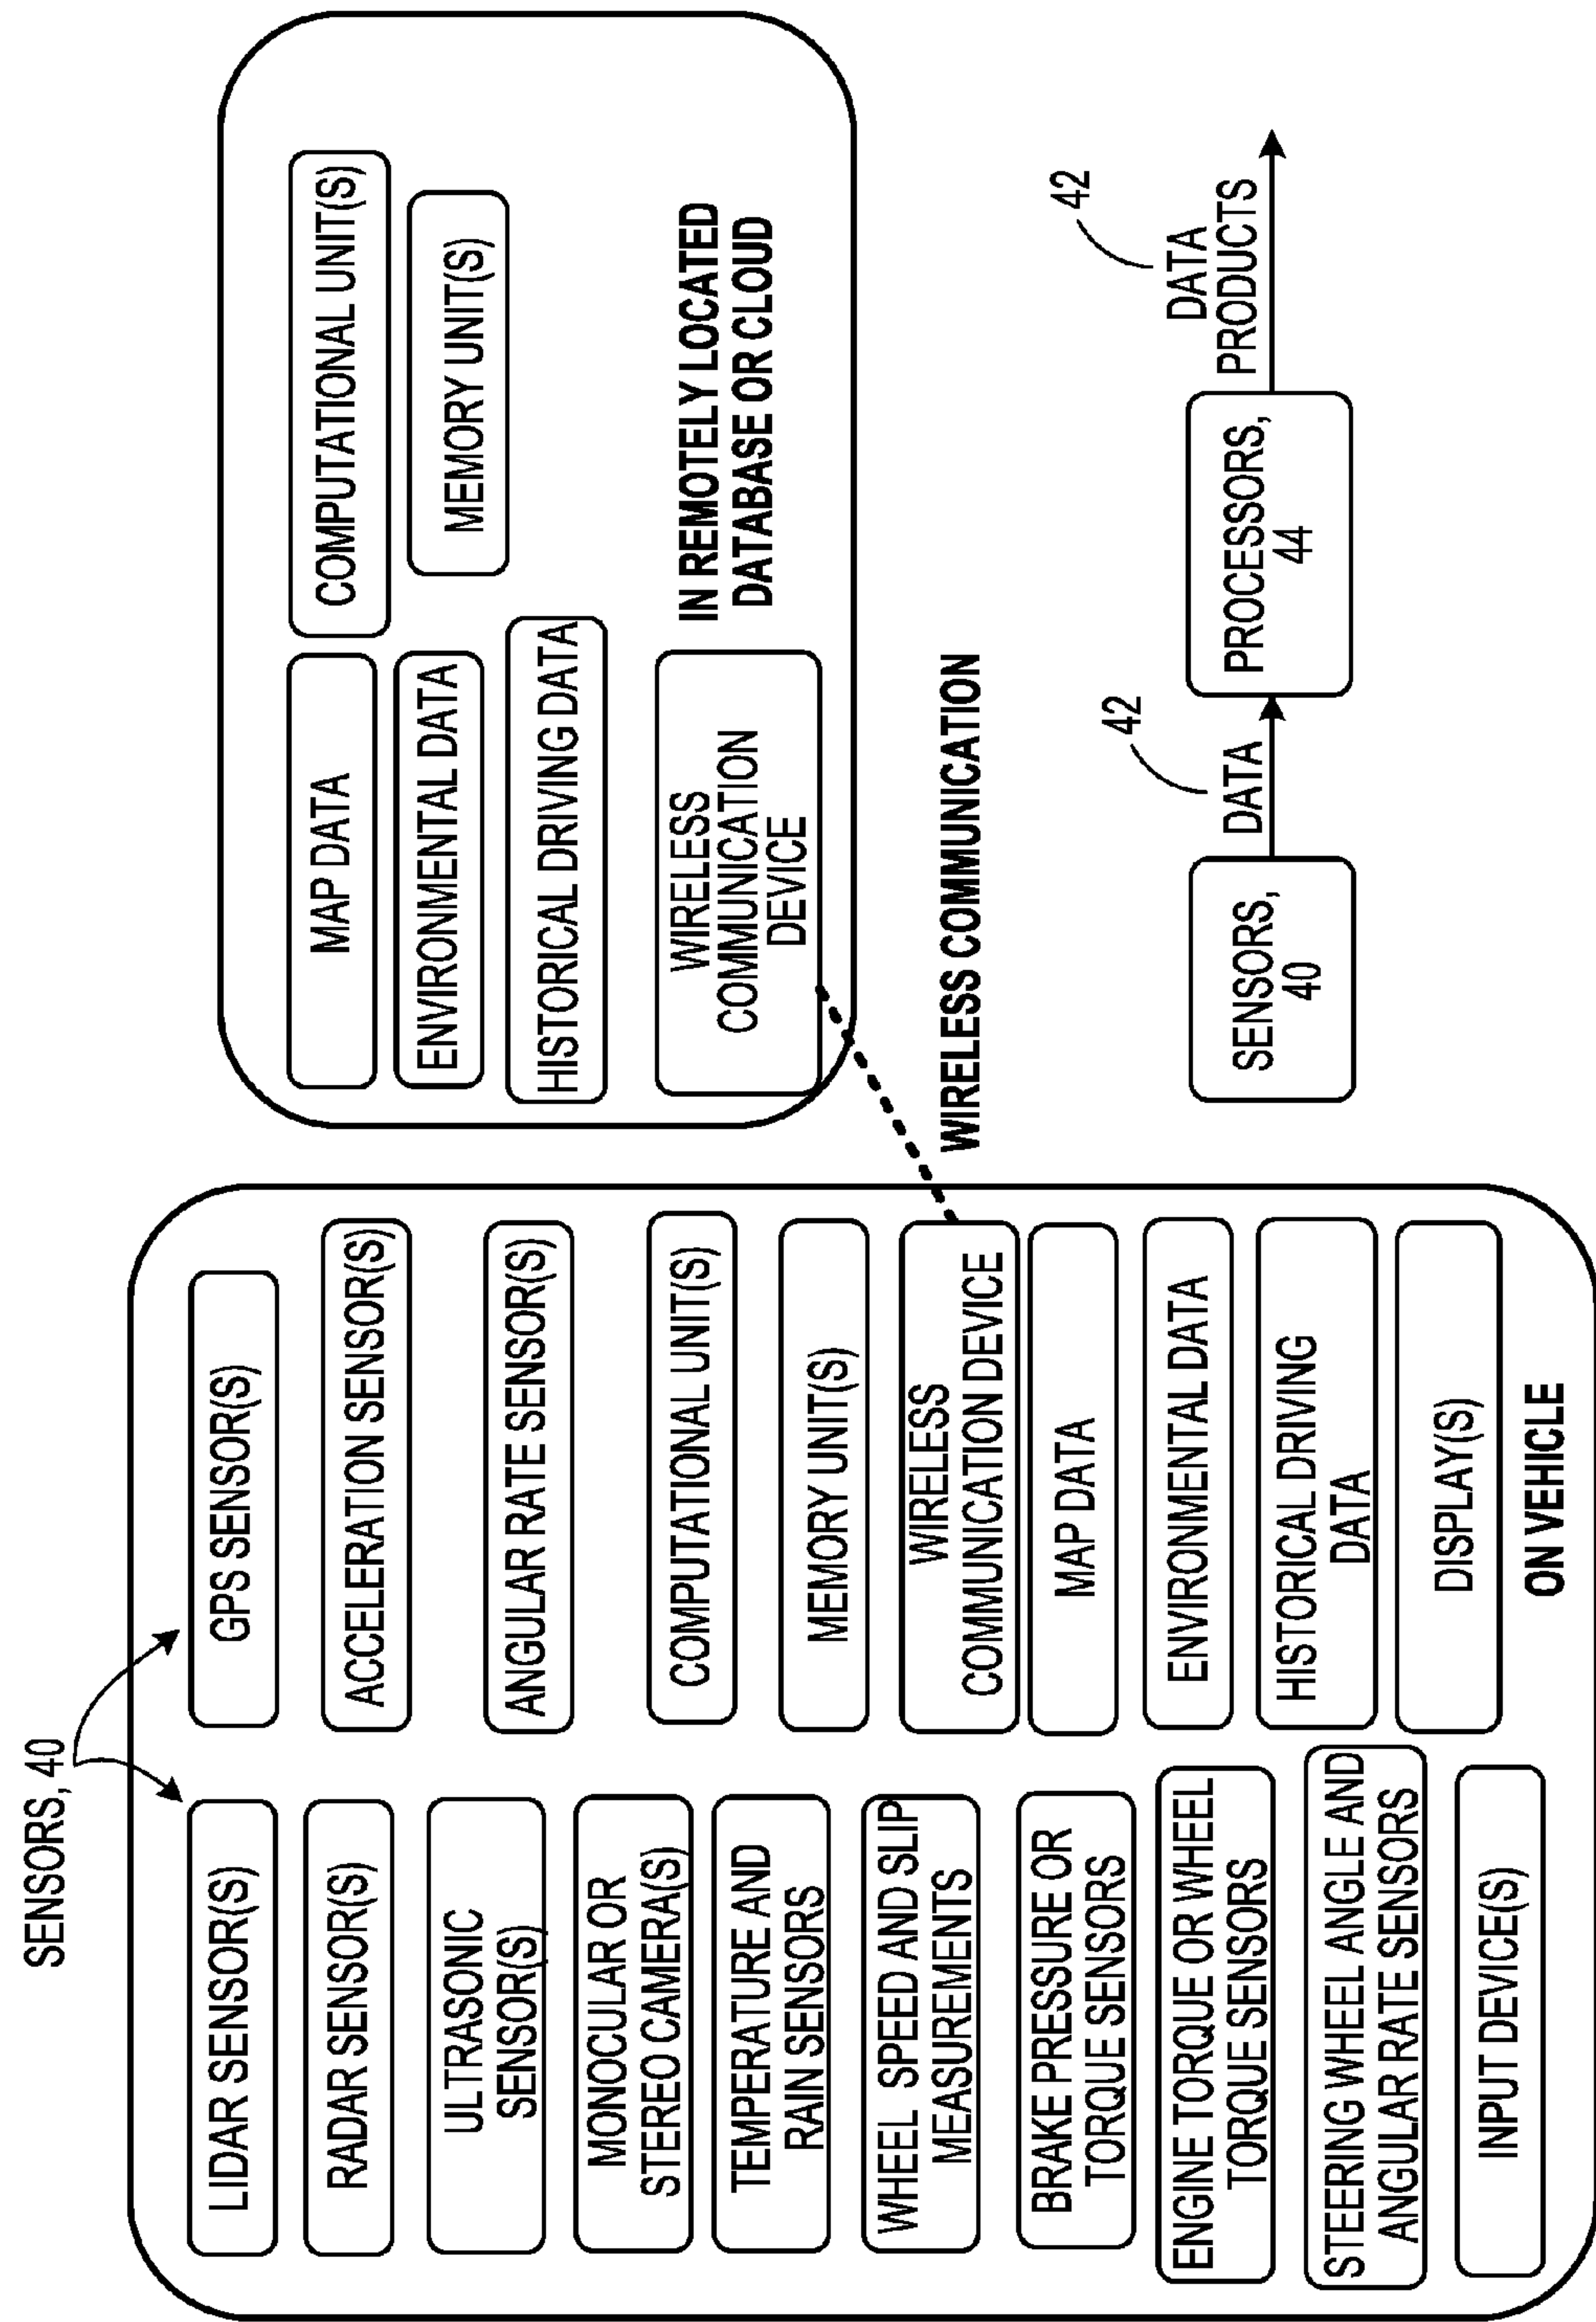 SENSORS, 40
LIDAR SENSOR(S)
RADAR SENSOR(S)
ULTRASONIC
SENSOR(S)
MONOCULAR OR
STEREO CAMERA(S)
TEMPERATURE AND
RAIN SENSORS
WHEEL SPEED AND SLIP
MEASUREMENTS
BRAKE PRESSURE OR
TORQUE SENSORS
ENGINE TORQUE OR WHEEL
TORQUE SENSORS
STEERING WHEEL ANGLE AND
ANGULAR RATE SENSORS
INPUT DEVICE(S)
GPS SENSOR(S)
ACCELERATION SENSOR(S)
ANGULAR RATE SENSOR(S)
COMPUTATIONAL UNIT(S)
MEMORY UNIT(S)
WIRELESS
COMMUNICATION DEVICE
MAP DATA
ENVIRONMENTAL DATA
HISTORICAL DRIVING
DATA
DISPLAY(S)
ON VEHICLE
MAP DATA
ENVIRONMENTAL DATA
HISTORICAL DRIVING DATA
WIRELESS
COMMUNICATION
DEVICE
COMPUTATIONAL UNIT(S)
MEMORY UNIT(S)
IN REMOTELY LOCATED
DATABASE OR CLOUD
WIRELESS COMMUNICATION
SENSORS,
40
42
DATA
PROCESSORS,
44
42
DATA
PRODUCTS